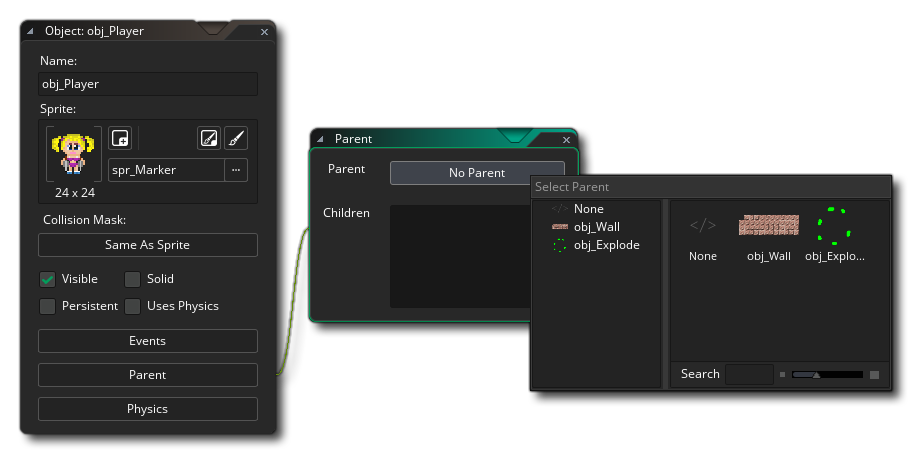 Object: obj_Player
Name:
obj_Player
Sprite:
spr_Marker
24 x 24
Collision Mask:
Same As Sprite
Visible
Solid
Persistent
Uses Physics
Events
Parent
Physics
Parent
Parent
No Parent
Children
Select Parent
</> None
obj_Wall
obj_Explode
</>
None
obj_Wall
obj_Explo...
Search